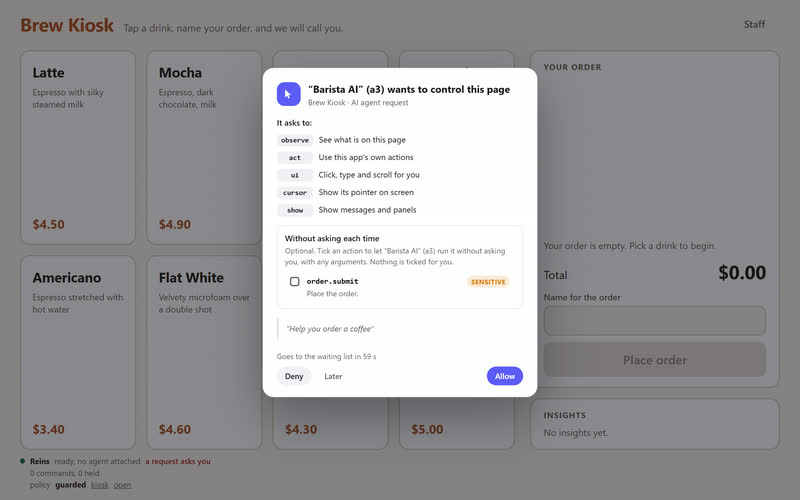 Brew Kiosk
Tap a drink, name your order, and we will call you.
Staff
Latte
Espresso with silky
steamed milk
$4.50
Mocha
Espresso, dark
chocolate, milk
$4.90
Americano
Espresso stretched with
hot water
$3.40
Flat White
Velvety microfoam over
a double shot
$4.60
$4.30
$5.00
"Barista AI" (a3) wants to control this page
Brew Kiosk · AI agent request
It asks to:
observe See what is on this page
act Use this app's own actions
ui Click, type and scroll for you
cursor Show its pointer on screen
show Show messages and panels
Without asking each time
Optional. Tick an action to let "Barista AI" (a3) run it without asking
you, with any arguments. Nothing is ticked for you.
order.submit SENSITIVE
Place the order.
"Help you order a coffee"
Goes to the waiting list in 59 s
Deny Later Allow
YOUR ORDER
Your order is empty. Pick a drink to begin.
Total $0.00
Name for the order
Place order
INSIGHTS
No insights yet.
Reins ready, no agent attached a request asks you
0 commands, 0 held
policy guarded kiosk open